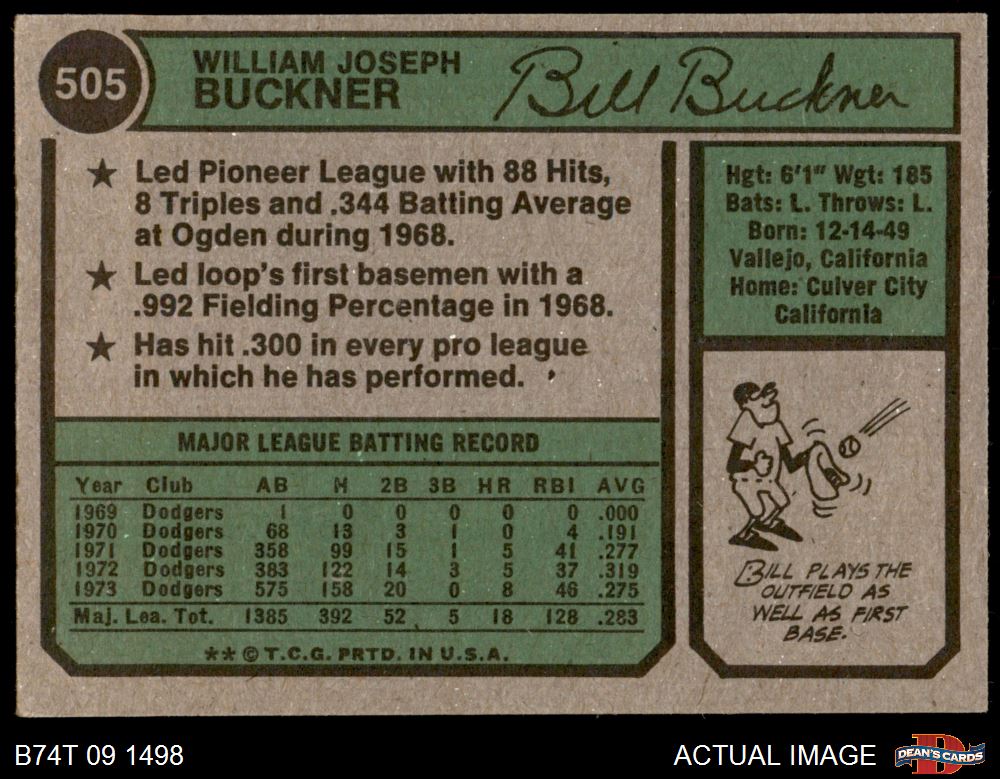 505
WILLIAM JOSEPH
BUCKNER
Bill Buckner
★ Led Pioneer League with 88 Hits,
8 Triples and .344 Batting Average
at Ogden during 1968.
★ Led loop's first basemen with a
.992 Fielding Percentage in 1968.
★ Has hit .300 in every pro league
in which he has performed.
Hgt: 6'1" Wgt: 185
Bats: L. Throws: L.
Born: 12-14-49
Vallejo, California
Home: Culver City
California
MAJOR LEAGUE BATTING RECORD
Year Club AB H 2B 3B HR RBI AVG
1969 Dodgers 1 0 0 0 0 0 .000
1970 Dodgers 68 13 3 1 0 4 .191
1971 Dodgers 358 99 15 1 5 41 .277
1972 Dodgers 383 122 14 3 5 37 .319
1973 Dodgers 575 158 20 0 8 46 .275
Maj. Lea. Tot. 1385 392 52 5 18 128 .283
** © T.C.G. PRTD. IN U.S.A.
BILL PLAYS THE
OUTFIELD AS
WELL AS FIRST
BASE.
B74T 09 1498
ACTUAL IMAGE
D
DEAN'S CARDS